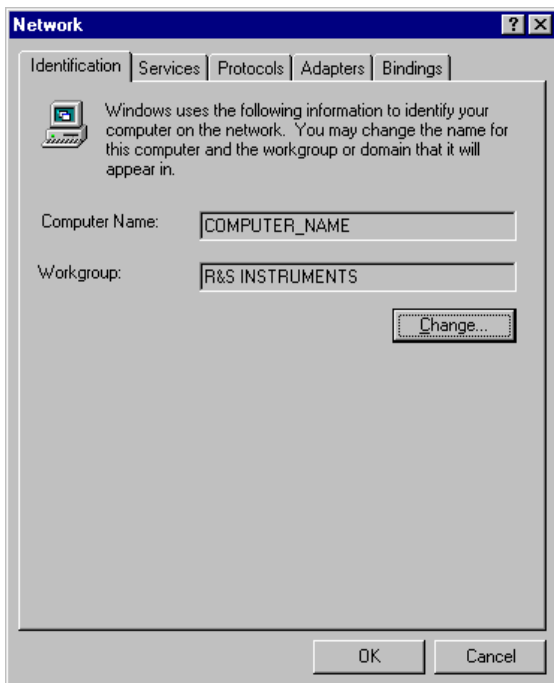 Network
Identification Services Protocols Adapters Bindings
Windows uses the following information to identify your
computer on the network. You may change the name for
this computer and the workgroup or domain that it will
appear in.
Computer Name: COMPUTER_NAME
Workgroup: R&S INSTRUMENTS
Change...
OK Cancel